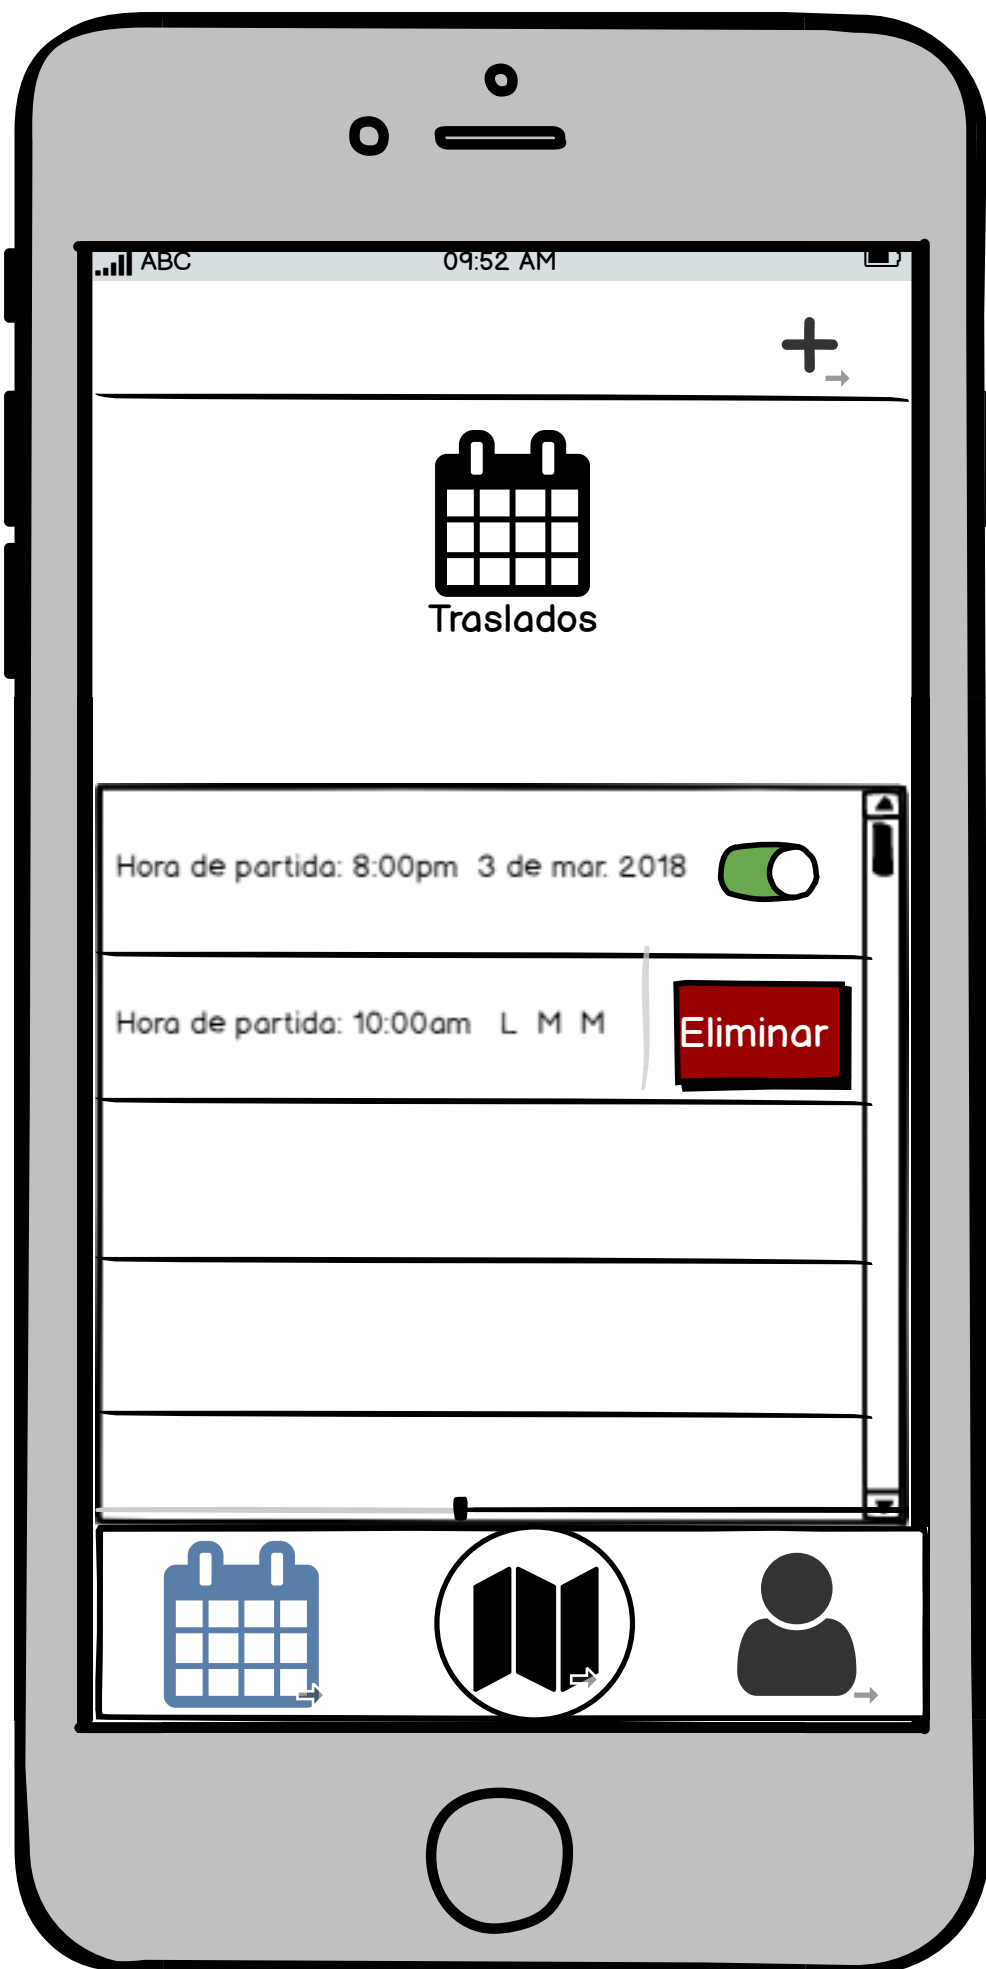 ABC 09:52 AM
Traslados
Hora de partida: 8:00pm 3 de mar. 2018
Hora de partida: 10:00am L M M Eliminar